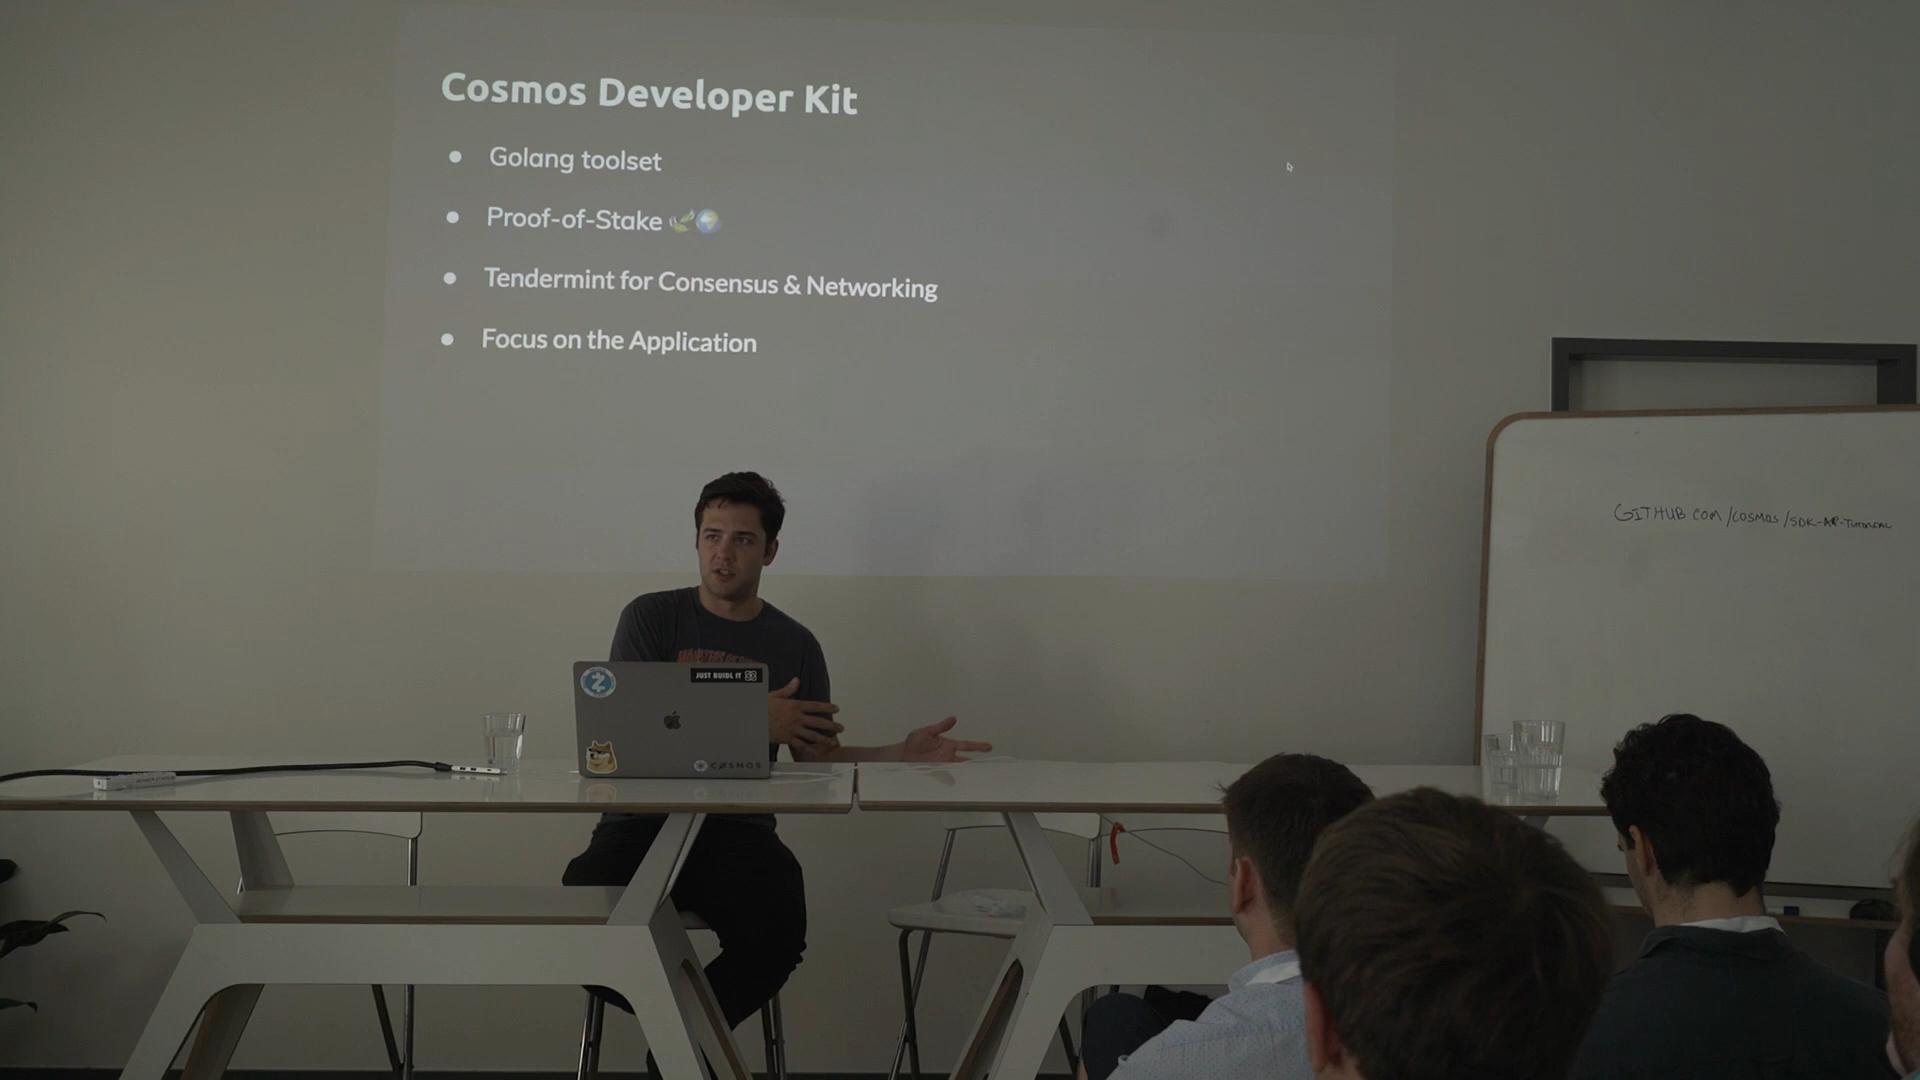 Cosmos Developer Kit
Golang toolset
Proof-of-Stake
Tendermint for Consensus & Networking
Focus on the Application
GITHUB.COM/COSMOS/SDK-AP-TUTORIAL
JUST BUIDL IT
COSMOS